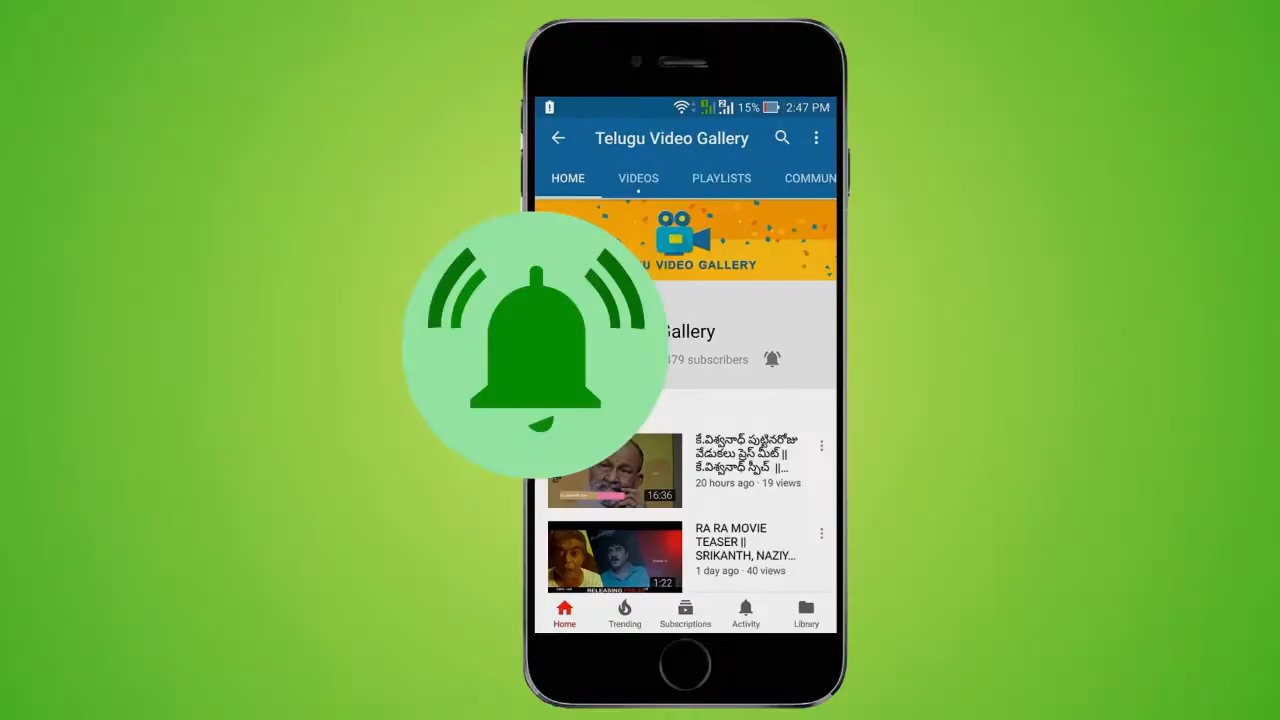 15% 2:47 PM
Telugu Video Gallery
HOME VIDEOS PLAYLISTS COMMUN
U VIDEO GALLERY
Gallery
179 subscribers
కే.విశ్వనాధ్ పుట్టినరోజు
వేడుకలు ప్రెస్ మీట్ ||
కే.విశ్వనాధ్ స్పీచ్ ||...
20 hours ago · 19 views
16:36
RA RA MOVIE
TEASER ||
SRIKANTH, NAZIY...
1 day ago · 40 views
1:22
RELEASING
Home Trending Subscriptions Activity Library